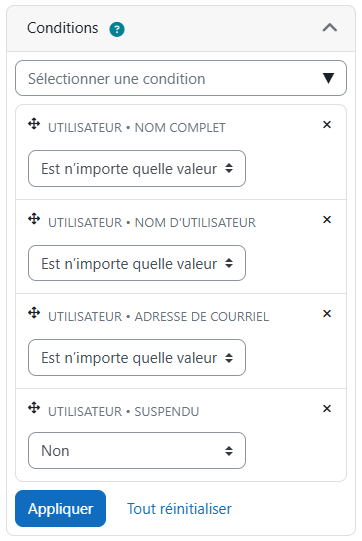 Conditions ?
Sélectionner une condition
UTILISATEUR • NOM COMPLET
Est n’importe quelle valeur
UTILISATEUR • NOM D'UTILISATEUR
Est n’importe quelle valeur
UTILISATEUR • ADRESSE DE COURRIEL
Est n’importe quelle valeur
UTILISATEUR • SUSPENDU
Non
Appliquer Tout réinitialiser